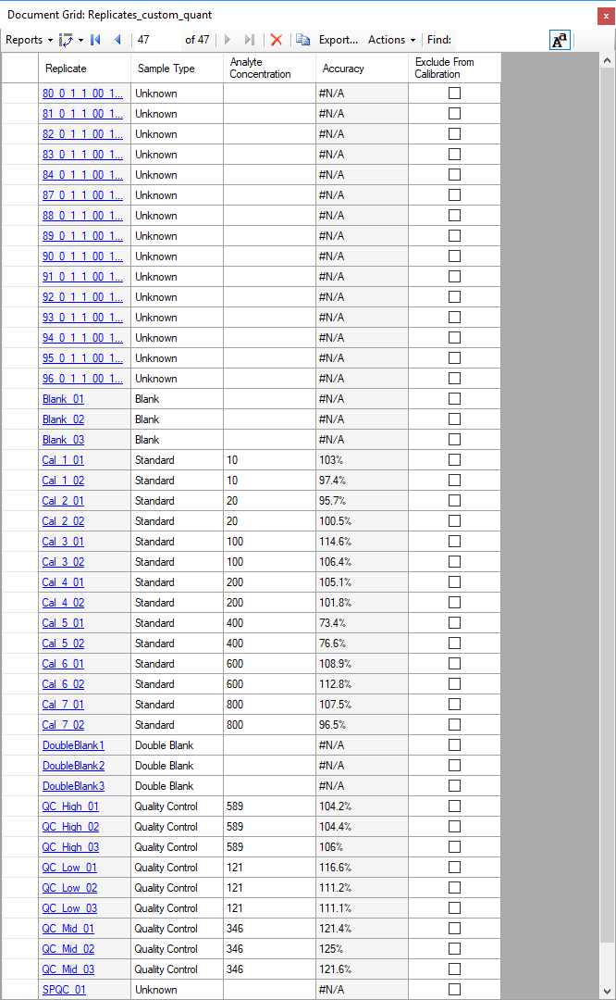 Document Grid: Replicates_custom_quant
x
Reports 47 of 47 Export... Actions Find: Aa
Replicate Sample Type Analyte Concentration Accuracy Exclude From Calibration
80_0_1_1_00_1... Unknown #N/A
81_0_1_1_00_1... Unknown #N/A
82_0_1_1_00_1... Unknown #N/A
83_0_1_1_00_1... Unknown #N/A
84_0_1_1_00_1... Unknown #N/A
87_0_1_1_00_1... Unknown #N/A
88_0_1_1_00_1... Unknown #N/A
89_0_1_1_00_1... Unknown #N/A
90_0_1_1_00_1... Unknown #N/A
91_0_1_1_00_1... Unknown #N/A
92_0_1_1_00_1... Unknown #N/A
93_0_1_1_00_1... Unknown #N/A
94_0_1_1_00_1... Unknown #N/A
95_0_1_1_00_1... Unknown #N/A
96_0_1_1_00_1... Unknown #N/A
Blank_01 Blank #N/A
Blank_02 Blank #N/A
Blank_03 Blank #N/A
Cal_1_01 Standard 10 103%
Cal_1_02 Standard 10 97.4%
Cal_2_01 Standard 20 95.7%
Cal_2_02 Standard 20 100.5%
Cal_3_01 Standard 100 114.6%
Cal_3_02 Standard 100 106.4%
Cal_4_01 Standard 200 105.1%
Cal_4_02 Standard 200 101.8%
Cal_5_01 Standard 400 73.4%
Cal_5_02 Standard 400 76.6%
Cal_6_01 Standard 600 108.9%
Cal_6_02 Standard 600 112.8%
Cal_7_01 Standard 800 107.5%
Cal_7_02 Standard 800 96.5%
DoubleBlank1 Double Blank #N/A
DoubleBlank2 Double Blank #N/A
DoubleBlank3 Double Blank #N/A
QC_High_01 Quality Control 589 104.2%
QC_High_02 Quality Control 589 104.4%
QC_High_03 Quality Control 589 106%
QC_Low_01 Quality Control 121 116.6%
QC_Low_02 Quality Control 121 111.2%
QC_Low_03 Quality Control 121 111.1%
QC_Mid_01 Quality Control 346 121.4%
QC_Mid_02 Quality Control 346 125%
QC_Mid_03 Quality Control 346 121.6%
SPQC_01 Unknown #N/A